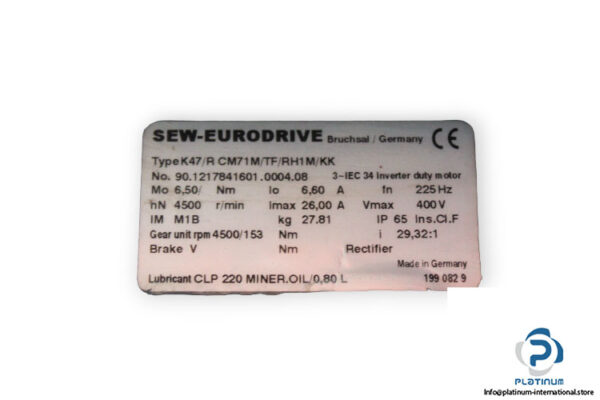 SEW-EURODRIVE Bruchsal / Germany CE
Type K47/R CM71M/TF/RH1M/KK
No. 90.1217841601.0004.08 3~IEC 34 inverter duty motor
Mo 6,50/ Nm Io 6,60 A fn 225 Hz
nN 4500 r/min Imax 26,00 A Vmax 400 V
IM M1B kg 27.81 IP 65 Ins.Cl.F
Gear unit rpm 4500/153 Nm i 29,32:1
Brake V Nm Rectifier
Made in Germany
Lubricant CLP 220 MINER.OIL/0,80 L 199 082 9
P
PLATINUM
Info@platinum-international.store